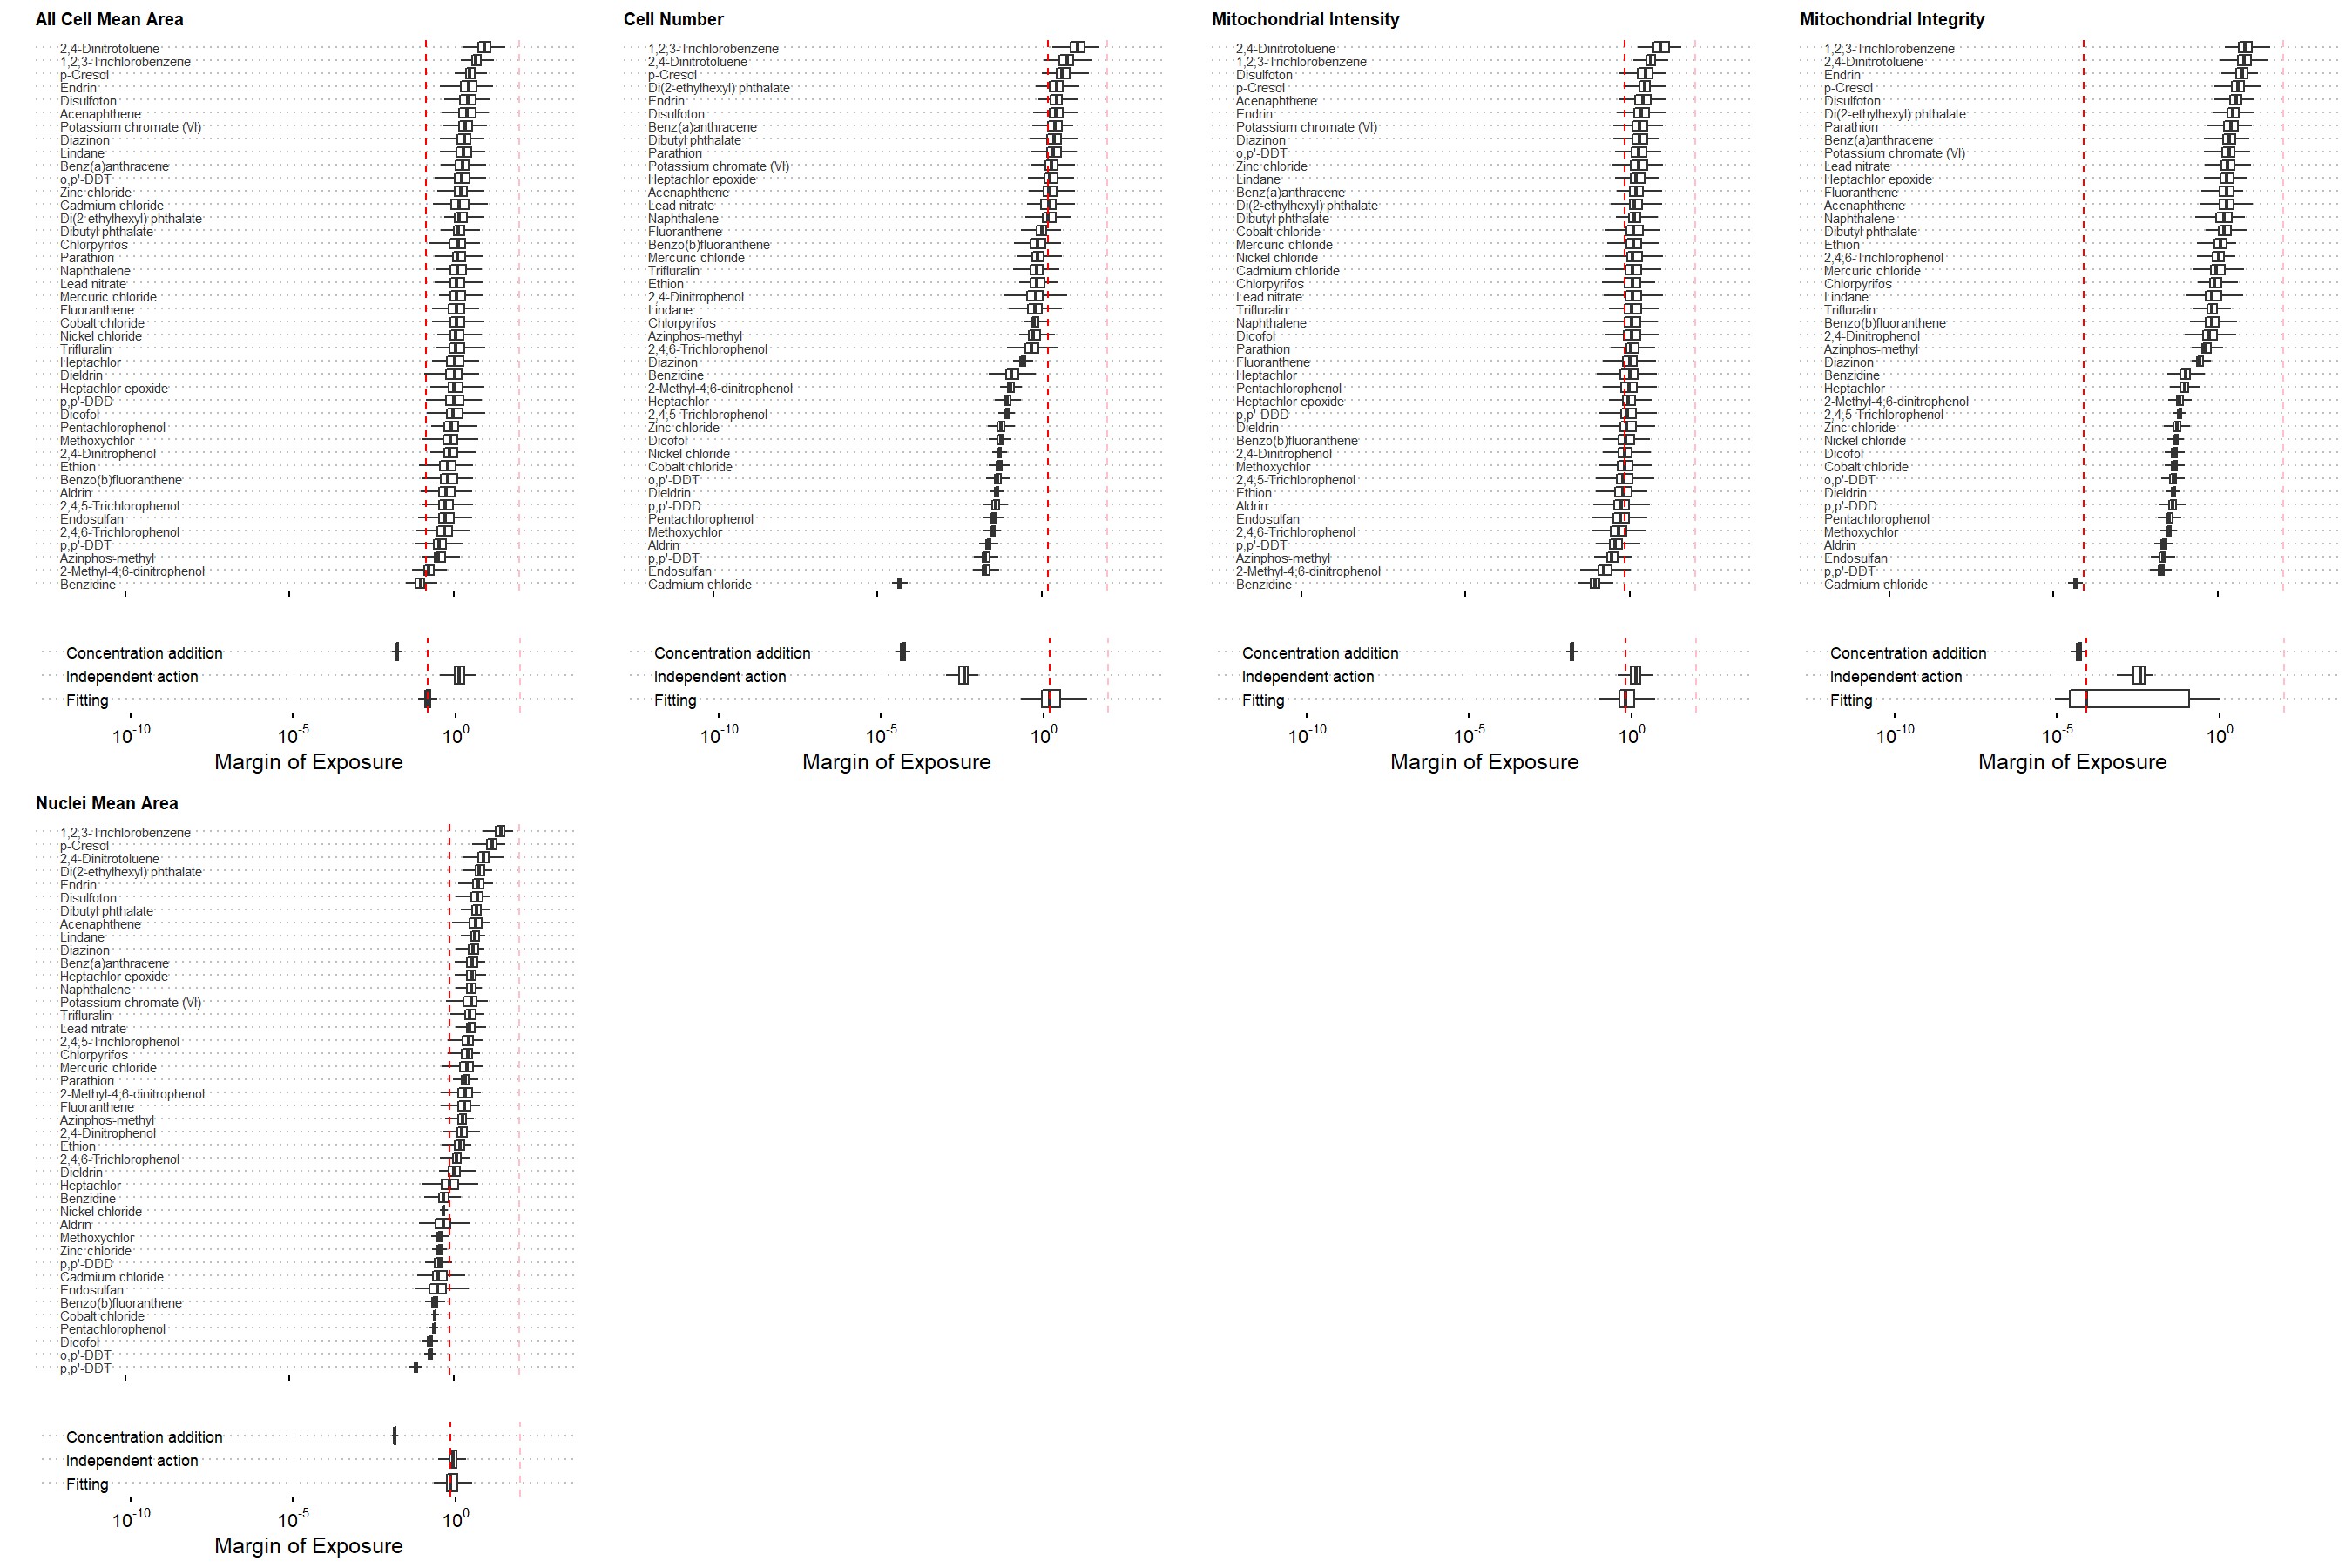 All Cell Mean Area
2,4-Dinitrotoluene
1,2,3-Trichlorobenzene
p-Cresol
Endrin
Disulfoton
Acenaphthene
Potassium chromate (VI)
Diazinon
Lindane
Benz(a)anthracene
o,p'-DDT
Zinc chloride
Cadmium chloride
Di(2-ethylhexyl) phthalate
Dibutyl phthalate
Chlorpyrifos
Parathion
Naphthalene
Lead nitrate
Mercuric chloride
Fluoranthene
Cobalt chloride
Nickel chloride
Trifluralin
Heptachlor
Dieldrin
Heptachlor epoxide
p,p'-DDD
Dicofol
Pentachlorophenol
Methoxychlor
2,4-Dinitrophenol
Ethion
Benzo(b)fluoranthene
Aldrin
2,4,5-Trichlorophenol
Endosulfan
2,4,6-Trichlorophenol
p,p'-DDT
Azinphos-methyl
2-Methyl-4,6-dinitrophenol
Benzidine
Concentration addition
Independent action
Fitting
10-10 10-5 100
Margin of Exposure
Cell Number
1,2,3-Trichlorobenzene
2,4-Dinitrotoluene
p-Cresol
Di(2-ethylhexyl) phthalate
Endrin
Disulfoton
Benz(a)anthracene
Dibutyl phthalate
Parathion
Potassium chromate (VI)
Heptachlor epoxide
Acenaphthene
Lead nitrate
Naphthalene
Fluoranthene
Benzo(b)fluoranthene
Mercuric chloride
Trifluralin
Ethion
2,4-Dinitrophenol
Lindane
Chlorpyrifos
Azinphos-methyl
2,4,6-Trichlorophenol
Diazinon
Benzidine
2-Methyl-4,6-dinitrophenol
Heptachlor
2,4,5-Trichlorophenol
Zinc chloride
Dicofol
Nickel chloride
Cobalt chloride
o,p'-DDT
Dieldrin
p,p'-DDD
Pentachlorophenol
Methoxychlor
Aldrin
p,p'-DDT
Endosulfan
Cadmium chloride
Concentration addition
Independent action
Fitting
10-10 10-5 100
Margin of Exposure
Mitochondrial Intensity
2,4-Dinitrotoluene
1,2,3-Trichlorobenzene
Disulfoton
p-Cresol
Acenaphthene
Endrin
Potassium chromate (VI)
Diazinon
o,p'-DDT
Zinc chloride
Lindane
Benz(a)anthracene
Di(2-ethylhexyl) phthalate
Dibutyl phthalate
Cobalt chloride
Mercuric chloride
Nickel chloride
Cadmium chloride
Chlorpyrifos
Lead nitrate
Trifluralin
Naphthalene
Dicofol
Parathion
Fluoranthene
Heptachlor
Pentachlorophenol
Heptachlor epoxide
p,p'-DDD
Dieldrin
Benzo(b)fluoranthene
2,4-Dinitrophenol
Methoxychlor
2,4,5-Trichlorophenol
Ethion
Aldrin
Endosulfan
2,4,6-Trichlorophenol
p,p'-DDT
Azinphos-methyl
2-Methyl-4,6-dinitrophenol
Benzidine
Concentration addition
Independent action
Fitting
10-10 10-5 100
Margin of Exposure
Mitochondrial Integrity
1,2,3-Trichlorobenzene
2,4-Dinitrotoluene
Endrin
p-Cresol
Disulfoton
Di(2-ethylhexyl) phthalate
Parathion
Benz(a)anthracene
Potassium chromate (VI)
Lead nitrate
Heptachlor epoxide
Fluoranthene
Acenaphthene
Naphthalene
Dibutyl phthalate
Ethion
2,4,6-Trichlorophenol
Mercuric chloride
Chlorpyrifos
Lindane
Trifluralin
Benzo(b)fluoranthene
2,4-Dinitrophenol
Azinphos-methyl
Diazinon
Benzidine
Heptachlor
2-Methyl-4,6-dinitrophenol
2,4,5-Trichlorophenol
Zinc chloride
Nickel chloride
Dicofol
Cobalt chloride
o,p'-DDT
Dieldrin
p,p'-DDD
Pentachlorophenol
Methoxychlor
Aldrin
Endosulfan
p,p'-DDT
Cadmium chloride
Concentration addition
Independent action
Fitting
10-10 10-5 100
Margin of Exposure
Nuclei Mean Area
1,2,3-Trichlorobenzene
p-Cresol
2,4-Dinitrotoluene
Di(2-ethylhexyl) phthalate
Endrin
Disulfoton
Dibutyl phthalate
Acenaphthene
Lindane
Diazinon
Benz(a)anthracene
Heptachlor epoxide
Naphthalene
Potassium chromate (VI)
Trifluralin
Lead nitrate
2,4,5-Trichlorophenol
Chlorpyrifos
Mercuric chloride
Parathion
2-Methyl-4,6-dinitrophenol
Fluoranthene
Azinphos-methyl
2,4-Dinitrophenol
Ethion
2,4,6-Trichlorophenol
Dieldrin
Heptachlor
Benzidine
Nickel chloride
Aldrin
Methoxychlor
Zinc chloride
p,p'-DDD
Cadmium chloride
Endosulfan
Benzo(b)fluoranthene
Cobalt chloride
Pentachlorophenol
Dicofol
o,p'-DDT
p,p'-DDT
Concentration addition
Independent action
Fitting
10-10 10-5 100
Margin of Exposure